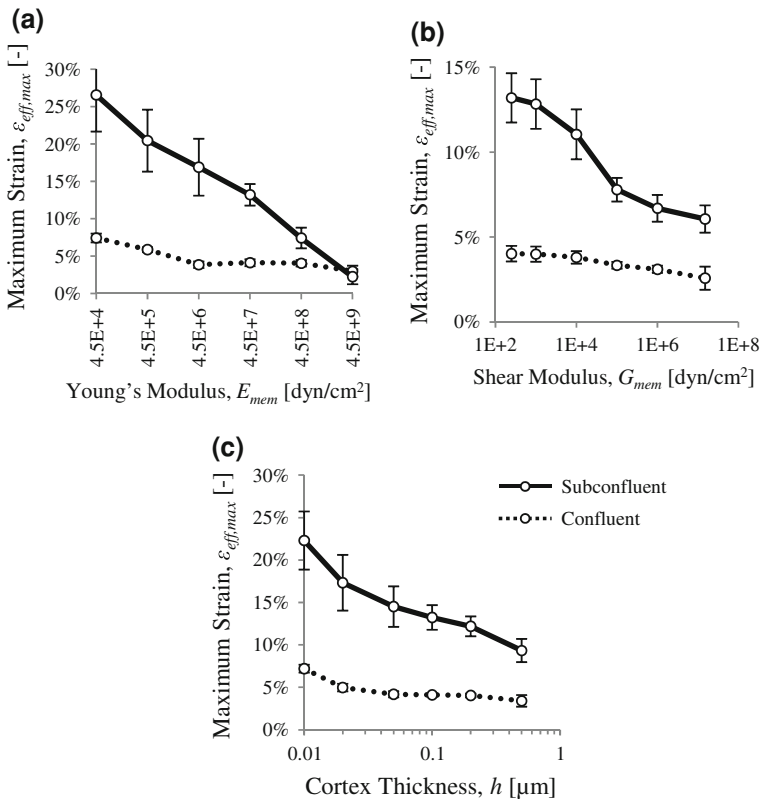 (a)
Maximum Strain, εeff,max [-]
30%
25%
20%
15%
10%
5%
0%
4.5E+4
4.5E+5
4.5E+6
4.5E+7
4.5E+8
4.5E+9
Young's Modulus, Emem [dyn/cm²]
(b)
Maximum Strain, εeff,max [-]
15%
10%
5%
0%
1E+2
1E+4
1E+6
1E+8
Shear Modulus, Gmem [dyn/cm²]
(c)
Maximum Strain, εeff,max [-]
30%
25%
20%
15%
10%
5%
0%
0.01
0.1
1
Cortex Thickness, h [µm]
Subconfluent
Confluent